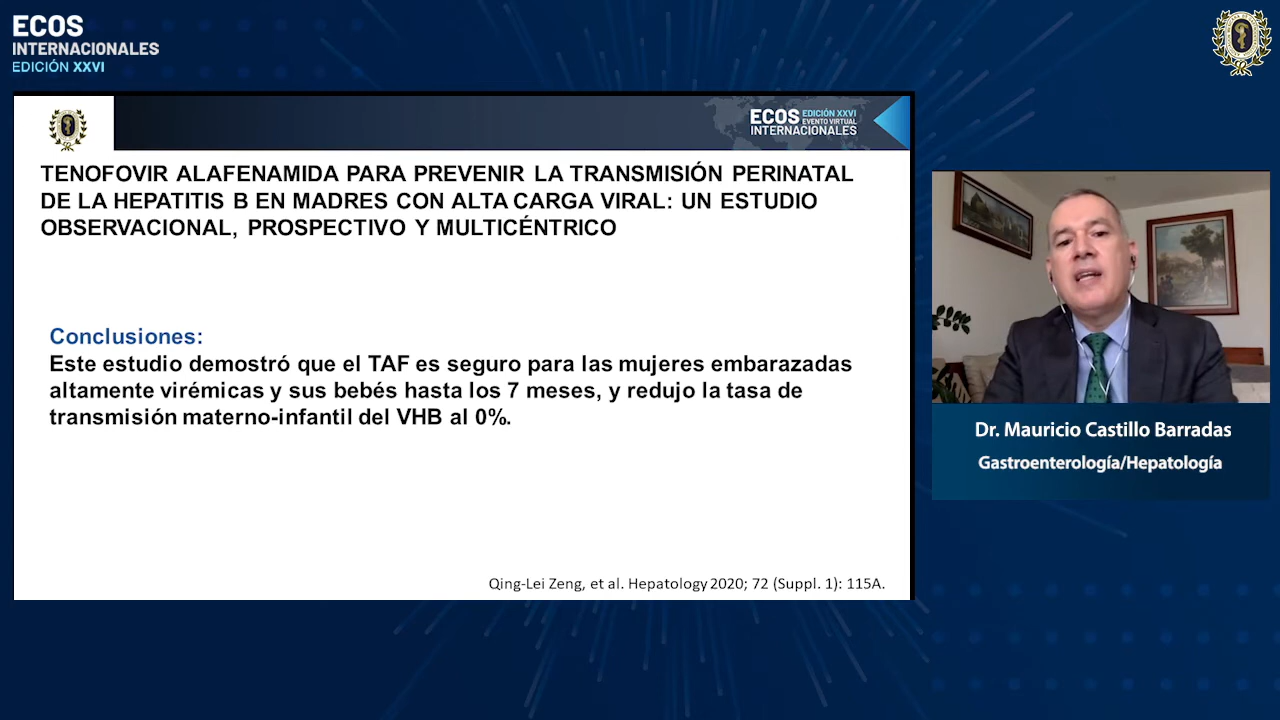 ECOS
INTERNACIONALES
EDICIÓN XXVI
ECOS EDICIÓN XXVI
EVENTO VIRTUAL
INTERNACIONALES
TENOFOVIR ALAFENAMIDA PARA PREVENIR LA TRANSMISIÓN PERINATAL
DE LA HEPATITIS B EN MADRES CON ALTA CARGA VIRAL: UN ESTUDIO
OBSERVACIONAL, PROSPECTIVO Y MULTICÉNTRICO
Conclusiones:
Este estudio demostró que el TAF es seguro para las mujeres embarazadas
altamente virémicas y sus bebés hasta los 7 meses, y redujo la tasa de
transmisión materno-infantil del VHB al 0%.
Qing-Lei Zeng, et al. Hepatology 2020; 72 (Suppl. 1): 115A.
Dr. Mauricio Castillo Barradas
Gastroenterología/Hepatología